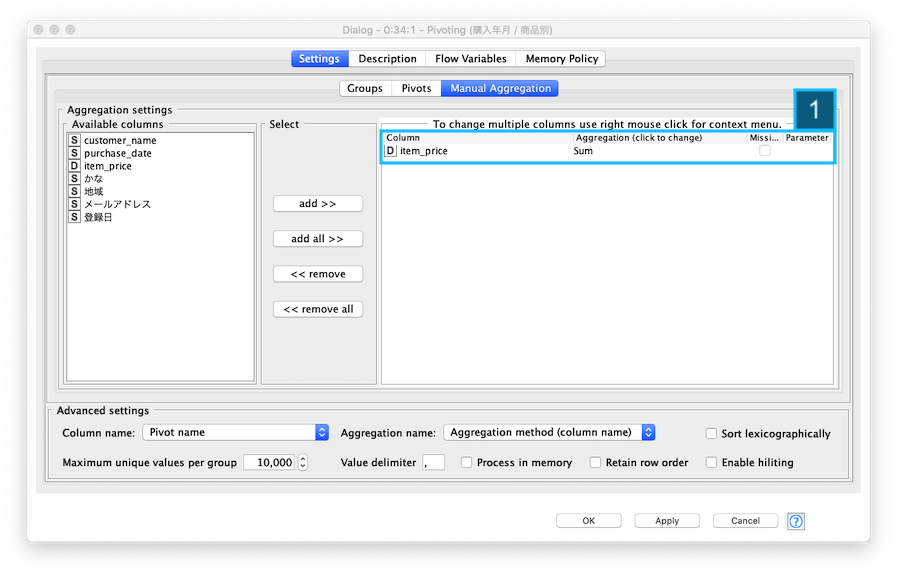 Dialog - 0:34:1 - Pivoting (購入年月 / 商品別)
Settings Description Flow Variables Memory Policy
Groups Pivots Manual Aggregation
Aggregation settings
Available columns
S customer_name
S purchase_date
D item_price
S かな
S 地域
S メールアドレス
S 登録日
Select
add >>
add all >>
<< remove
<< remove all
To change multiple columns use right mouse click for context menu.
1
Column Aggregation (click to change) Missi... Parameter
D item_price Sum
Advanced settings
Column name: Pivot name Aggregation name: Aggregation method (column name) Sort lexicographically
Maximum unique values per group 10,000 Value delimiter , Process in memory Retain row order Enable hiliting
OK Apply Cancel ?